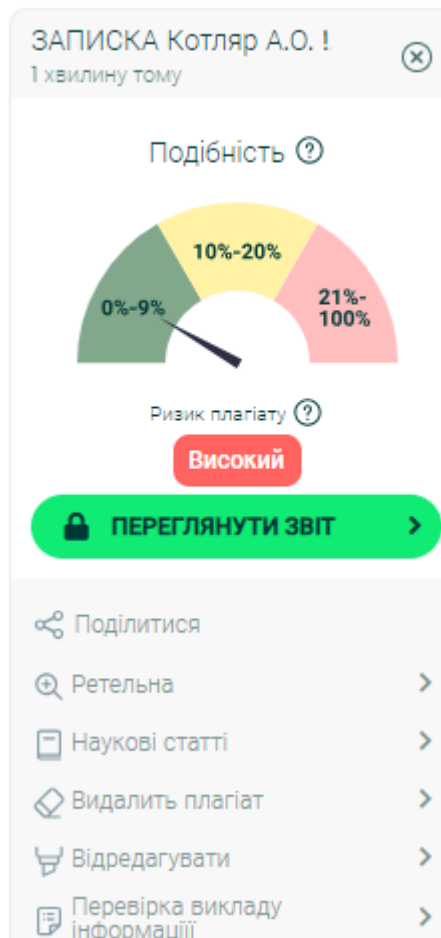 ЗАПИСКА Котляр А.О. !.
1 хвилину тому
Подібність ?
10%-20%
0%-9%
21%-
100%
Ризик плагіату ?
Високий
ПЕРЕГЛЯНУТИ ЗВІТ
Поділитися
Ретельна
Наукові статті
Видалить плагіат
Відредагувати
Перевірка викладу
інформаціїї